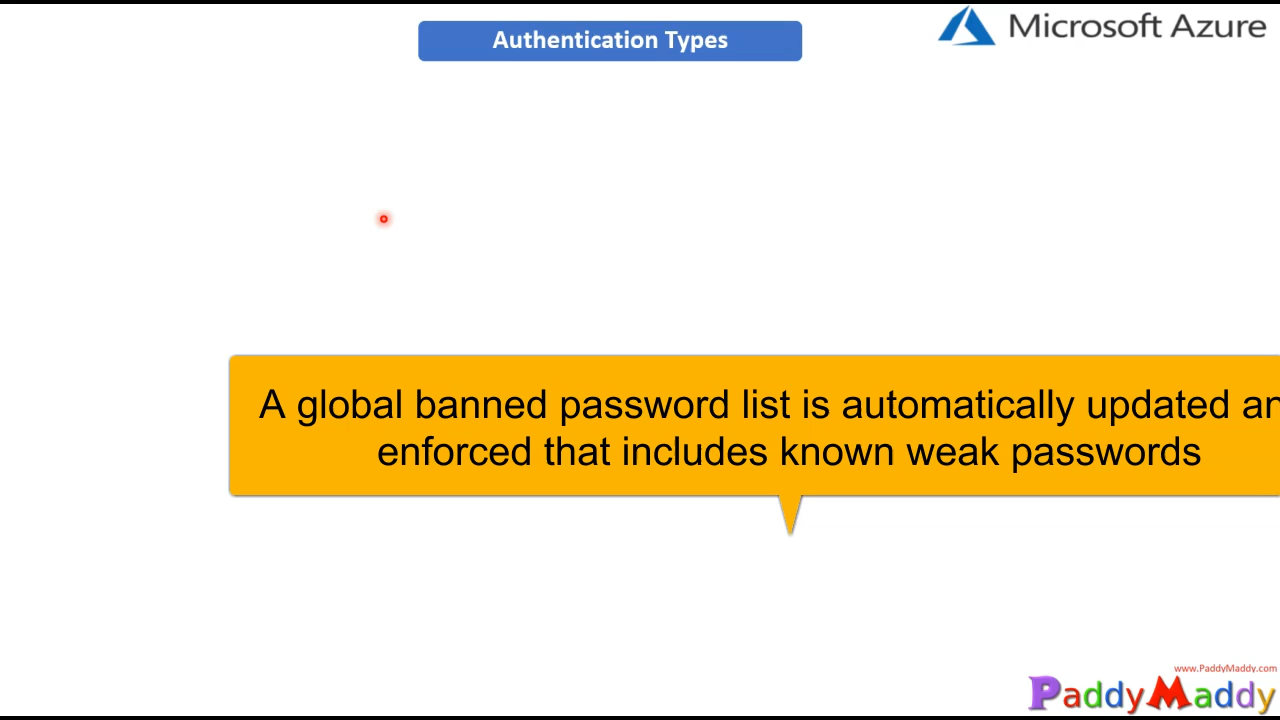 Authentication Types
Microsoft Azure
A global banned password list is automatically updated
enforced that includes known weak passwords
www.PaddyMaddy.com
PaddyMaddy